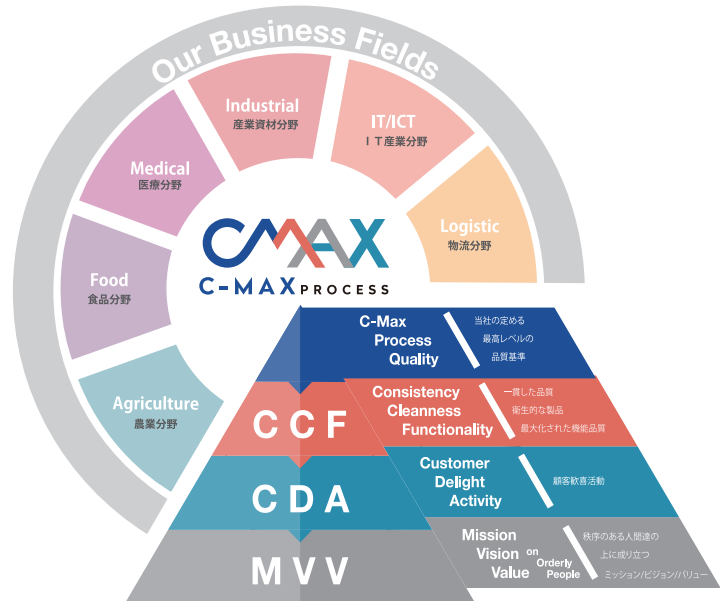 Our Business Fields
Industrial
産業資材分野
IT/ICT
IT産業分野
Medical
医療分野
Logistic
物流分野
Food
食品分野
Agriculture
農業分野
CMAX
C-MAX PROCESS
C-Max
Process
Quality
当社の定める
最高レベルの
品質基準
CCF
Consistency
Cleanness
Functionality
一貫した品質
衛生的な製品
最大化された機能品質
CDA
Customer
Delight
Activity
顧客歓喜活動
MVV
Mission
Vision
Value
on
Orderly
People
秩序のある人間達の
上に成り立つ
ミッション/ビジョン/バリュー